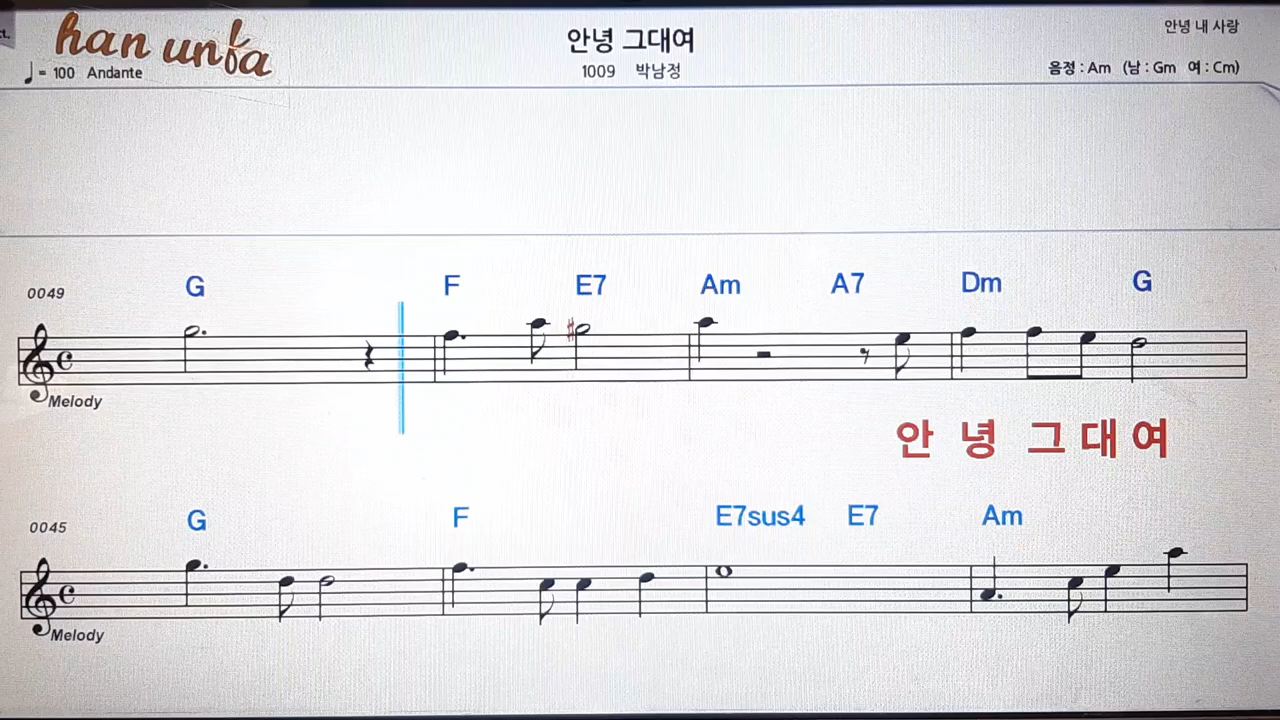 ct.
han unba
안녕 그대여
안녕 내 사랑
♩ = 100 Andante
1009 박남정
음정 : Am (남 : Gm 여 : Cm)
0049 G F E7 Am A7 Dm G
Melody
안 녕 그 대 여
0045 G F E7sus4 E7 Am
Melody